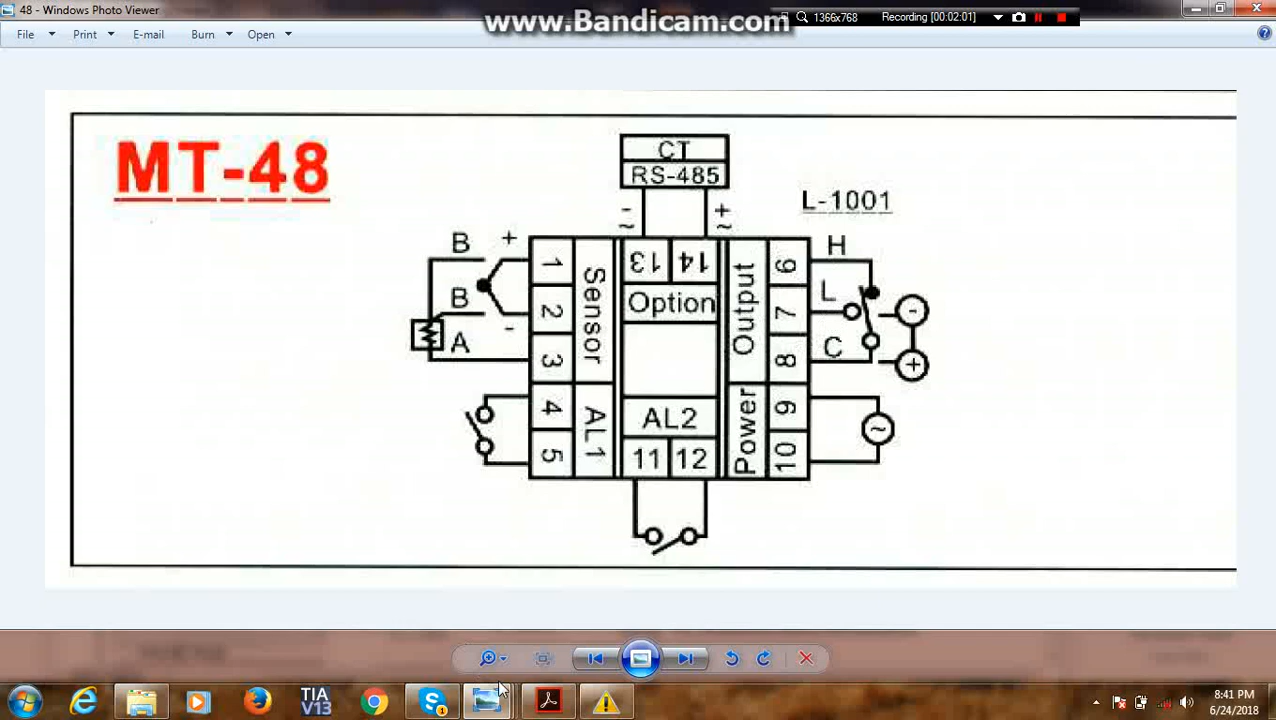 48 - Windows Photo Viewer
www.Bandicam.com
1366x768
Recording [00:02:01]
File
Print
E-mail
Burn
Open
MT-48
CT
RS-485
L-1001
-
~
+
~
B
+
B
-
A
1
2
3
4
5
Sensor
AL1
13
14
Option
AL2
11
12
Output
Power
6
7
8
9
10
H
L
C
-
+
~
TIA
V13
1
8:41 PM
6/24/2018